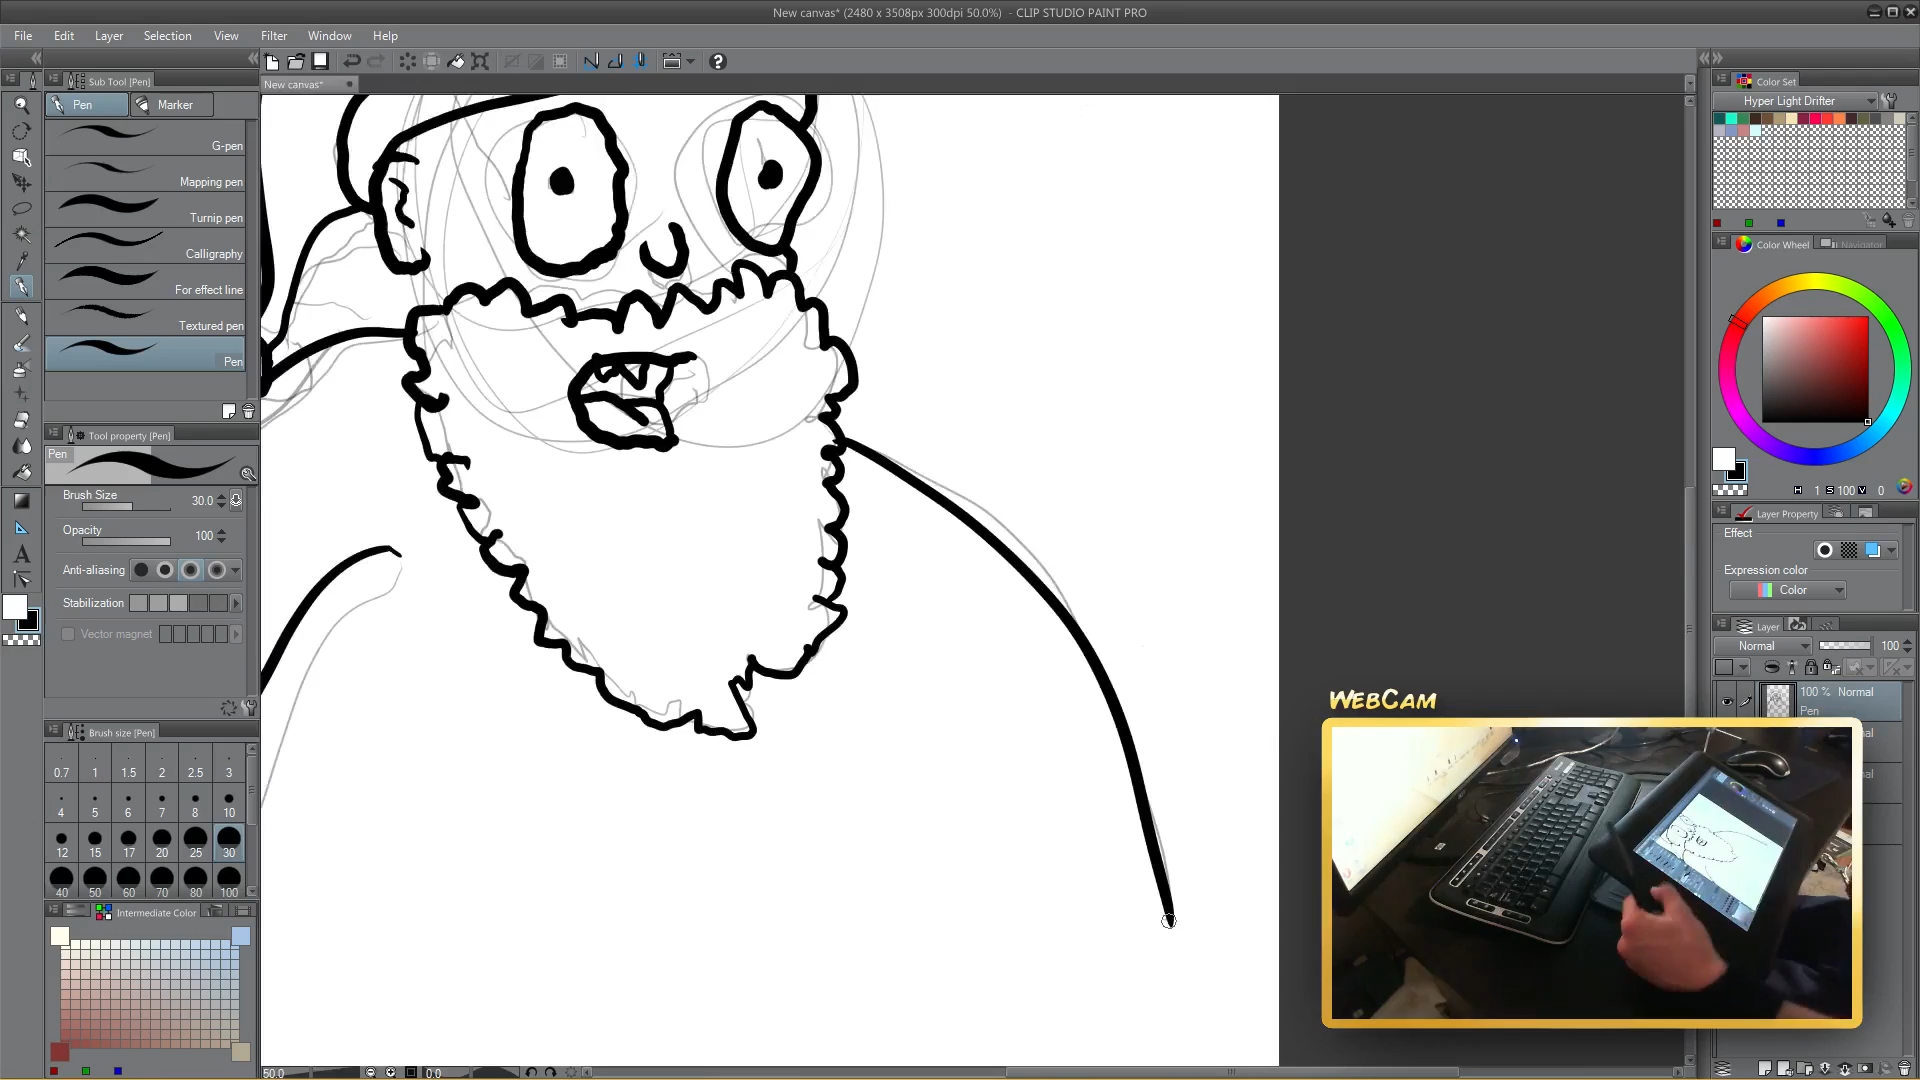 New canvas* (2480 x 3508px 300dpi 50.0%) - CLIP STUDIO PAINT PRO
File Edit Layer Selection View Filter Window Help
Sub Tool [Pen]
New canvas*
Color Set
Pen Marker
Hyper Light Drifter
G-pen
Mapping pen
Turnip pen
Calligraphy
For effect line
Textured pen
Pen
Color Wheel Navigator
Tool property [Pen]
Pen
Brush Size 30.0
Opacity 100
Anti-aliasing
Stabilization
Vector magnet
H 1 S 100 V 0
Layer Property
Effect
Expression color
Color
Layer
Normal 100
100 % Normal
Pen
Brush size [Pen]
0.7 1 1.5 2 2.5 3
4 5 6 7 8 10
12 15 17 20 25 30
40 50 60 70 80 100
Intermediate Color
WebCam
50.0 0.0